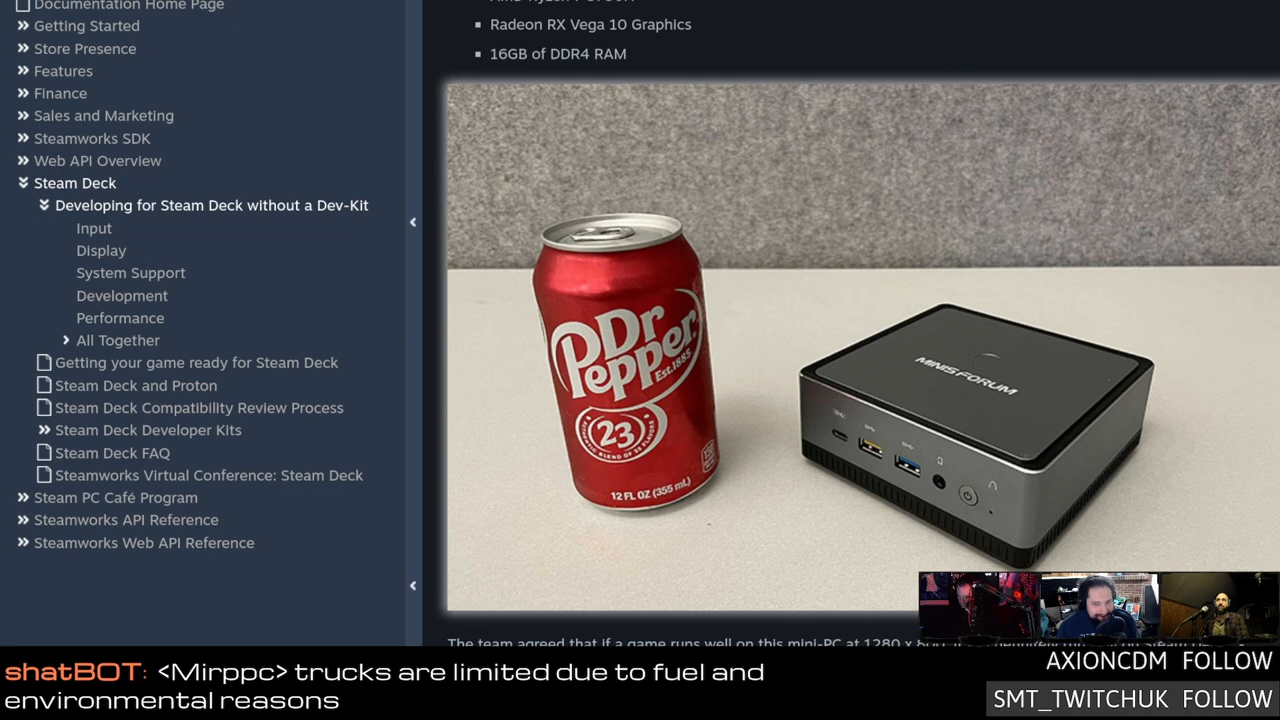 Documentation Home Page
Getting Started
Store Presence
Features
Finance
Sales and Marketing
Steamworks SDK
Web API Overview
Steam Deck
Developing for Steam Deck without a Dev-Kit
Input
Display
System Support
Development
Performance
All Together
Getting your game ready for Steam Deck
Steam Deck and Proton
Steam Deck Compatibility Review Process
Steam Deck Developer Kits
Steam Deck FAQ
Steamworks Virtual Conference: Steam Deck
Steam PC Café Program
Steamworks API Reference
Steamworks Web API Reference
Radeon RX Vega 10 Graphics
16GB of DDR4 RAM
Dr
Pepper
Est. 1885
23
AUTHENTIC BLEND OF 23 FLAVORS
12 FL OZ (355 mL)
MINISFORUM
The team agreed that if a game runs well on this mini-PC at 1280 x
shatBOT: <Mirppc> trucks are limited due to fuel and
environmental reasons
AXIONCDM FOLLOW
SMT_TWITCHUK FOLLOW